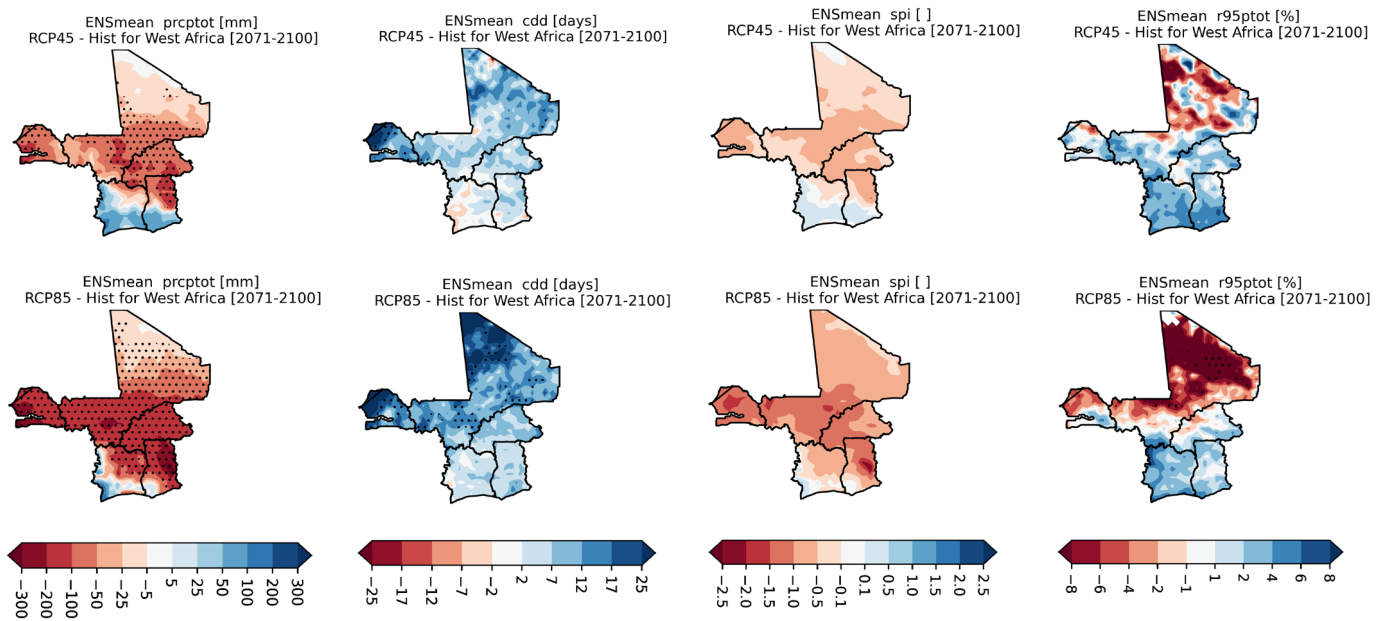 ENSmean prcptot [mm]
RCP45 - Hist for West Africa [2071-2100]
ENSmean cdd [days]
RCP45 - Hist for West Africa [2071-2100]
ENSmean spi [ ]
RCP45 - Hist for West Africa [2071-2100]
ENSmean r95ptot [%]
RCP45 - Hist for West Africa [2071-2100]
ENSmean prcptot [mm]
RCP85 - Hist for West Africa [2071-2100]
ENSmean cdd [days]
RCP85 - Hist for West Africa [2071-2100]
ENSmean spi [ ]
RCP85 - Hist for West Africa [2071-2100]
ENSmean r95ptot [%]
RCP85 - Hist for West Africa [2071-2100]
−300 −200 −100 −50 −25 −5 5 25 50 100 200 300
−25 −17 −12 −7 −2 2 7 12 17 25
−2.5 −2.0 −1.5 −1.0 −0.5 −0.1 0.1 0.5 1.0 1.5 2.0 2.5
−8 −6 −4 −2 −1 1 2 4 6 8